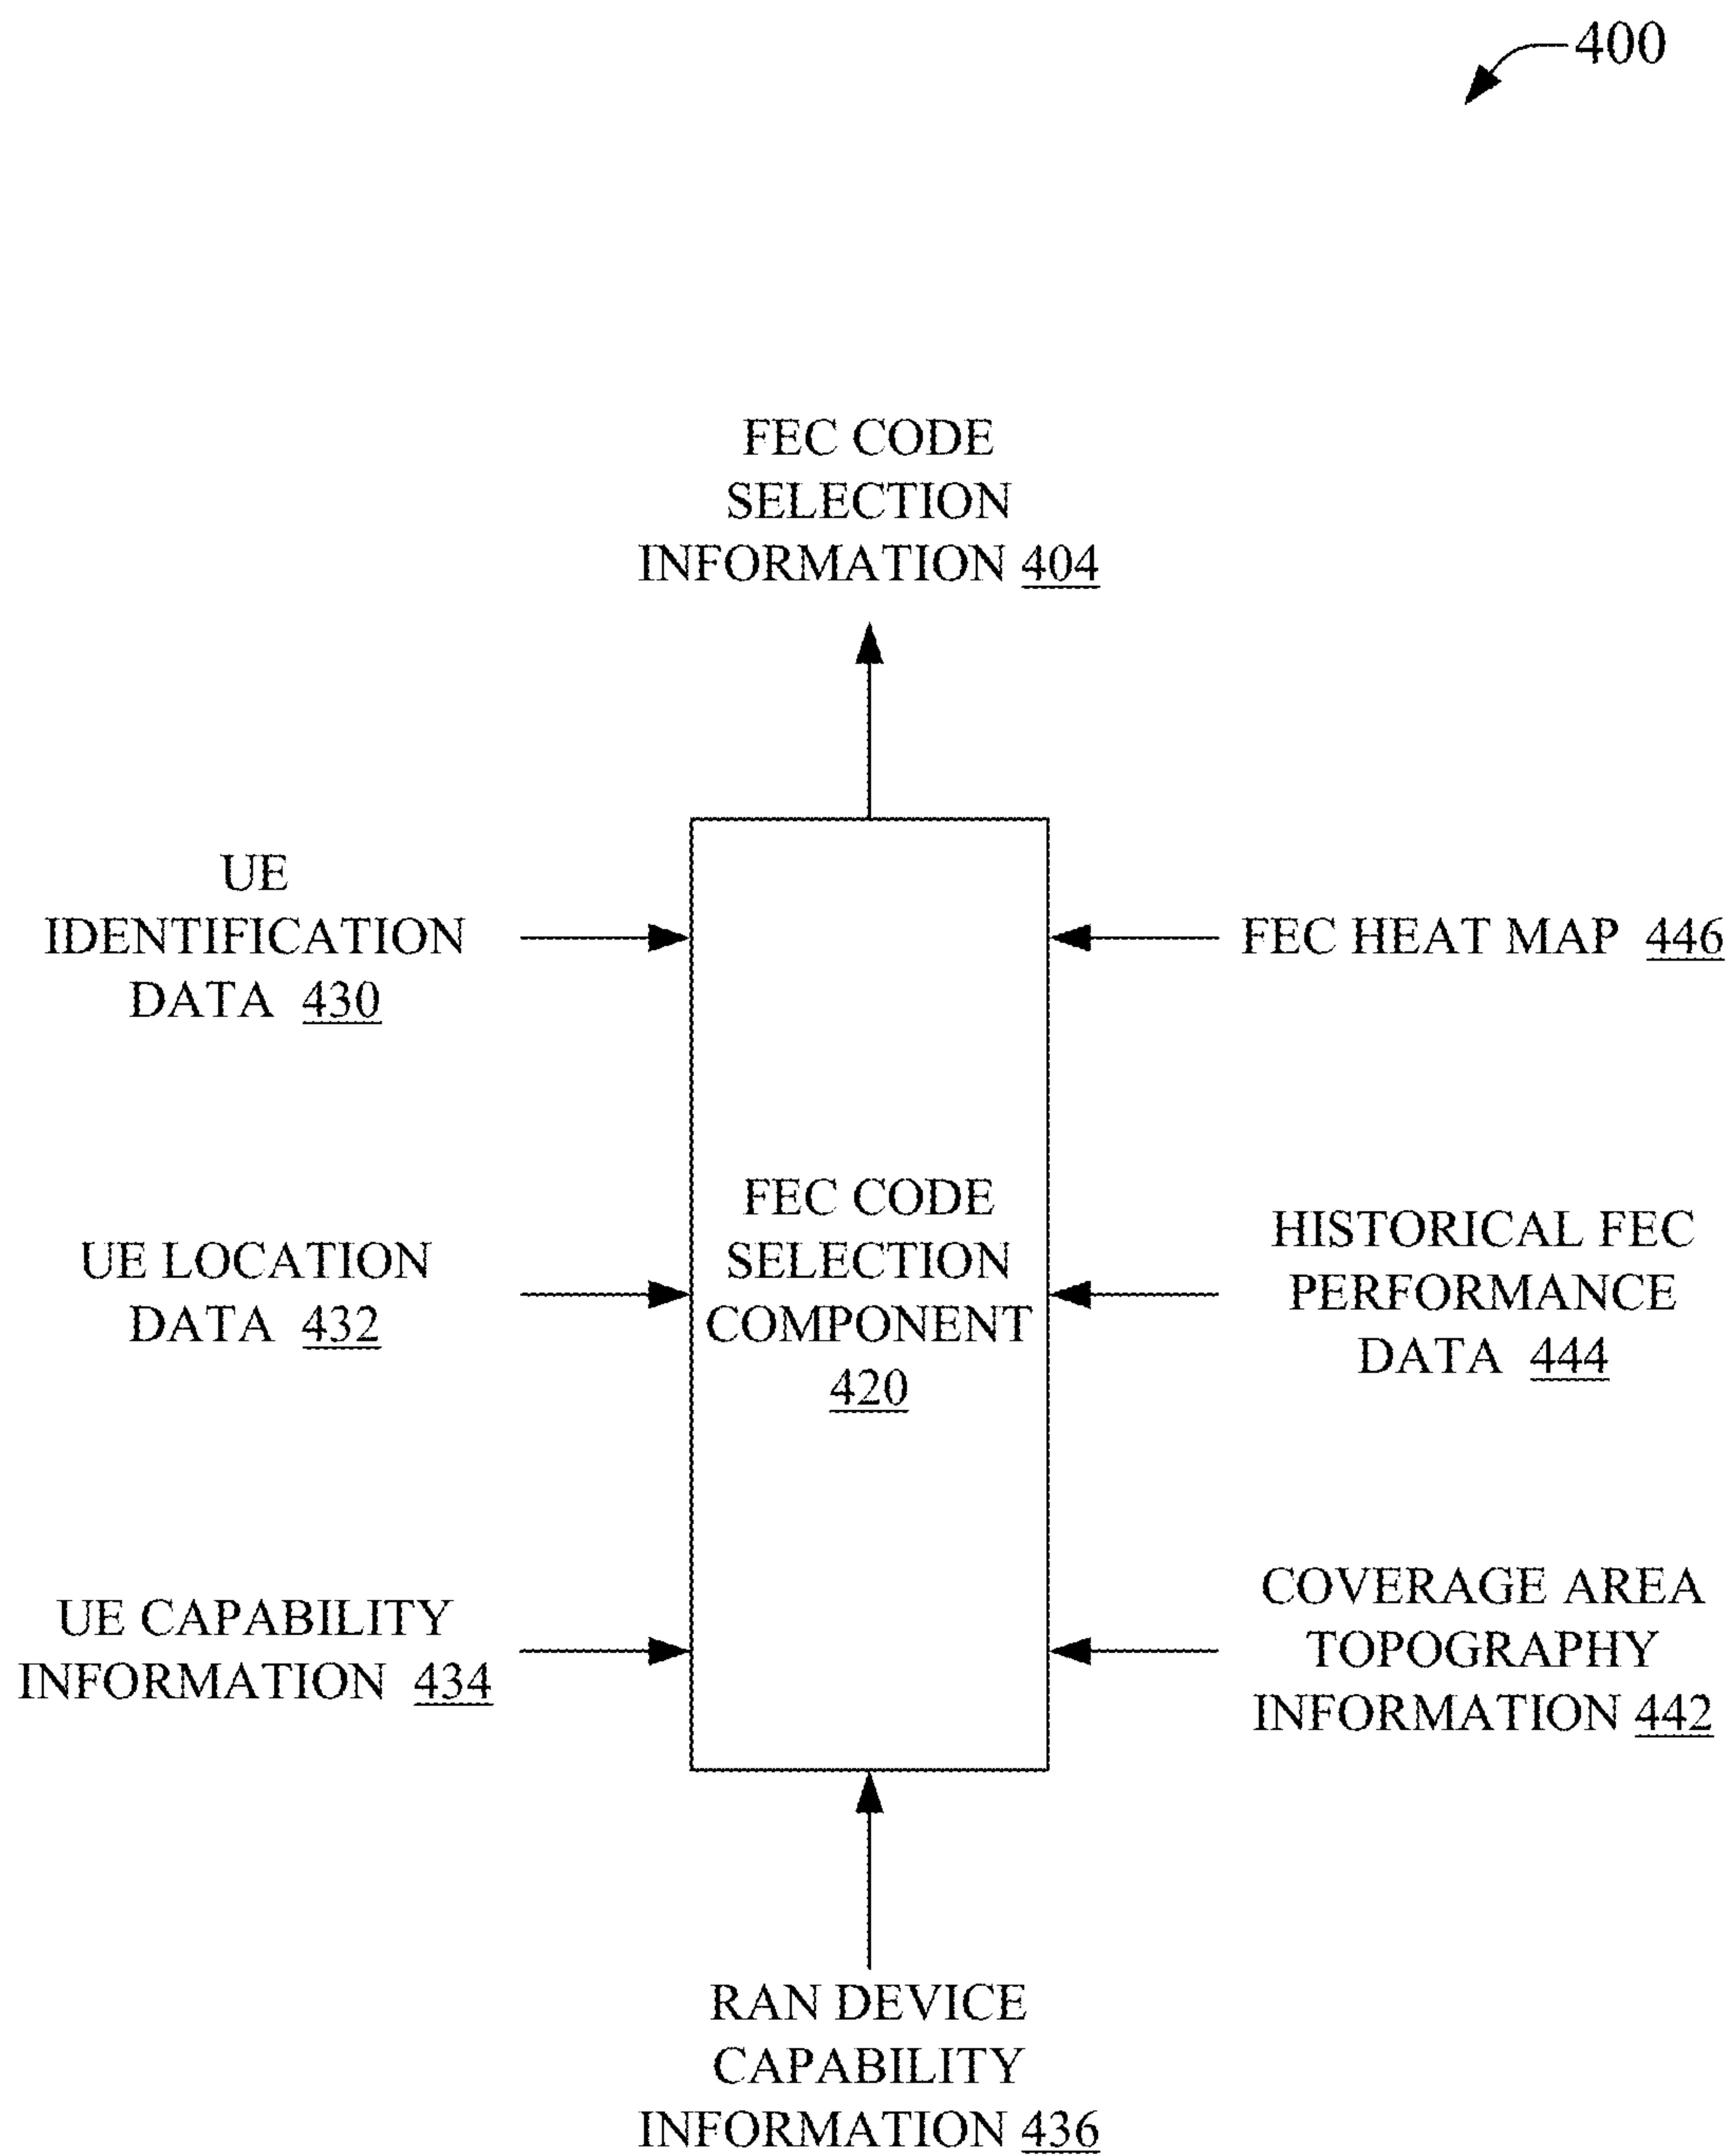 400
FEC CODE
SELECTION
INFORMATION 404
UE
IDENTIFICATION
DATA 430
FEC HEAT MAP 446
UE LOCATION
DATA 432
FEC CODE
SELECTION
COMPONENT
420
HISTORICAL FEC
PERFORMANCE
DATA 444
UE CAPABILITY
INFORMATION 434
COVERAGE AREA
TOPOGRAPHY
INFORMATION 442
RAN DEVICE
CAPABILITY
INFORMATION 436